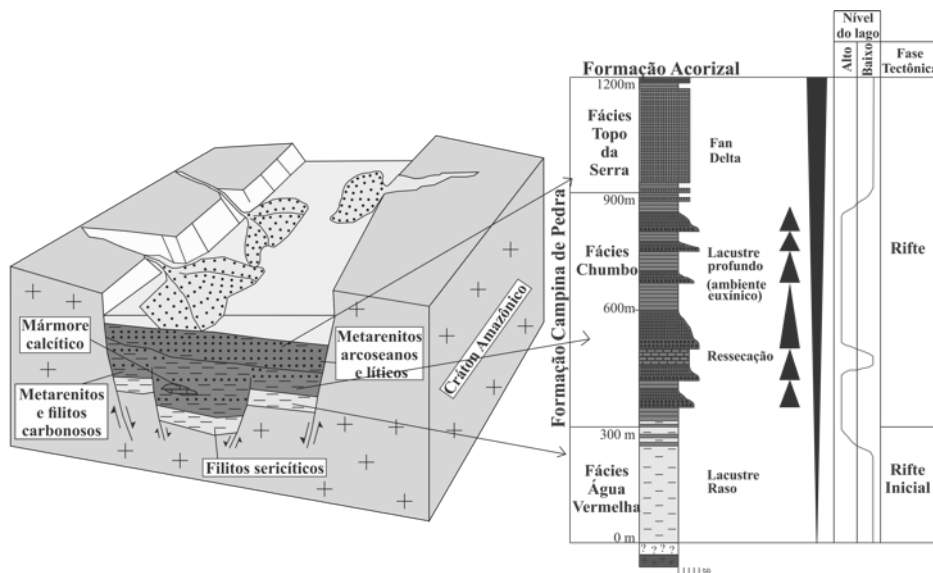 Mármore
calcítico
Metarenitos
e filitos
carbonosos
Filitos sericíticos
Metarenitos
arcoseanos
e líticos
Cráton Amazônico
Formação Acorizal
Formação Campina de Pedra
1200m
Fácies
Topo
da
Serra
Fan
Delta
900m
Fácies
Chumbo
Lacustre
profundo
(ambiente
euxínico)
600m
Ressecação
300 m
Fácies
Água
Vermelha
Lacustre
Raso
0 m
? ? ? ?
Nível
do lago
Alto
Baixo
Fase
Tectônica
Rifte
Rifte
Inicial